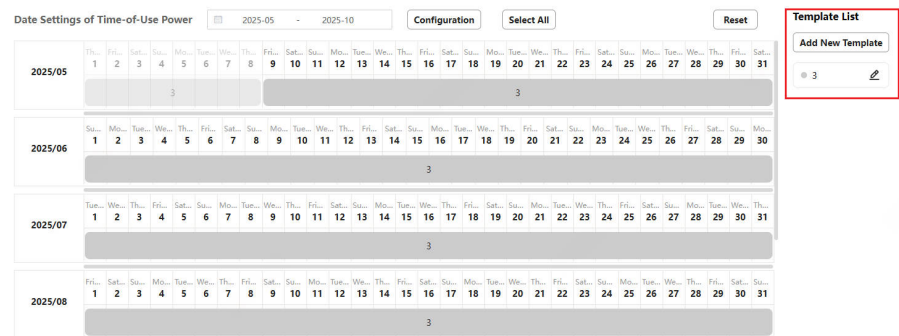 Date Settings of Time-of-Use Power 2025-05 - 2025-10 Configuration Select All Reset
Template List
Add New Template
3
Th... Fri... Sat... Su... Mo... Tue... We... Th... Fri... Sat... Su... Mo... Tue... We... Th... Fri... Sat... Su... Mo... Tue... We... Th... Fri... Sat... Su... Mo... Tue... We... Th... Fri... Sat...
2025/05 1 2 3 4 5 6 7 8 9 10 11 12 13 14 15 16 17 18 19 20 21 22 23 24 25 26 27 28 29 30 31
3 3
Su... Mo... Tue... We... Th... Fri... Sat... Su... Mo... Tue... We... Th... Fri... Sat... Su... Mo... Tue... We... Th... Fri... Sat... Su... Mo... Tue... We... Th... Fri... Sat... Su... Mo...
2025/06 1 2 3 4 5 6 7 8 9 10 11 12 13 14 15 16 17 18 19 20 21 22 23 24 25 26 27 28 29 30
3
Tue... We... Th... Fri... Sat... Su... Mo... Tue... We... Th... Fri... Sat... Su... Mo... Tue... We... Th... Fri... Sat... Su... Mo... Tue... We... Th... Fri... Sat... Su... Mo... Tue... We... Th...
2025/07 1 2 3 4 5 6 7 8 9 10 11 12 13 14 15 16 17 18 19 20 21 22 23 24 25 26 27 28 29 30 31
3
Fri... Sat... Su... Mo... Tue... We... Th... Fri... Sat... Su... Mo... Tue... We... Th... Fri... Sat... Su... Mo... Tue... We... Th... Fri... Sat... Su... Mo... Tue... We... Th... Fri... Sat... Su...
2025/08 1 2 3 4 5 6 7 8 9 10 11 12 13 14 15 16 17 18 19 20 21 22 23 24 25 26 27 28 29 30 31
3